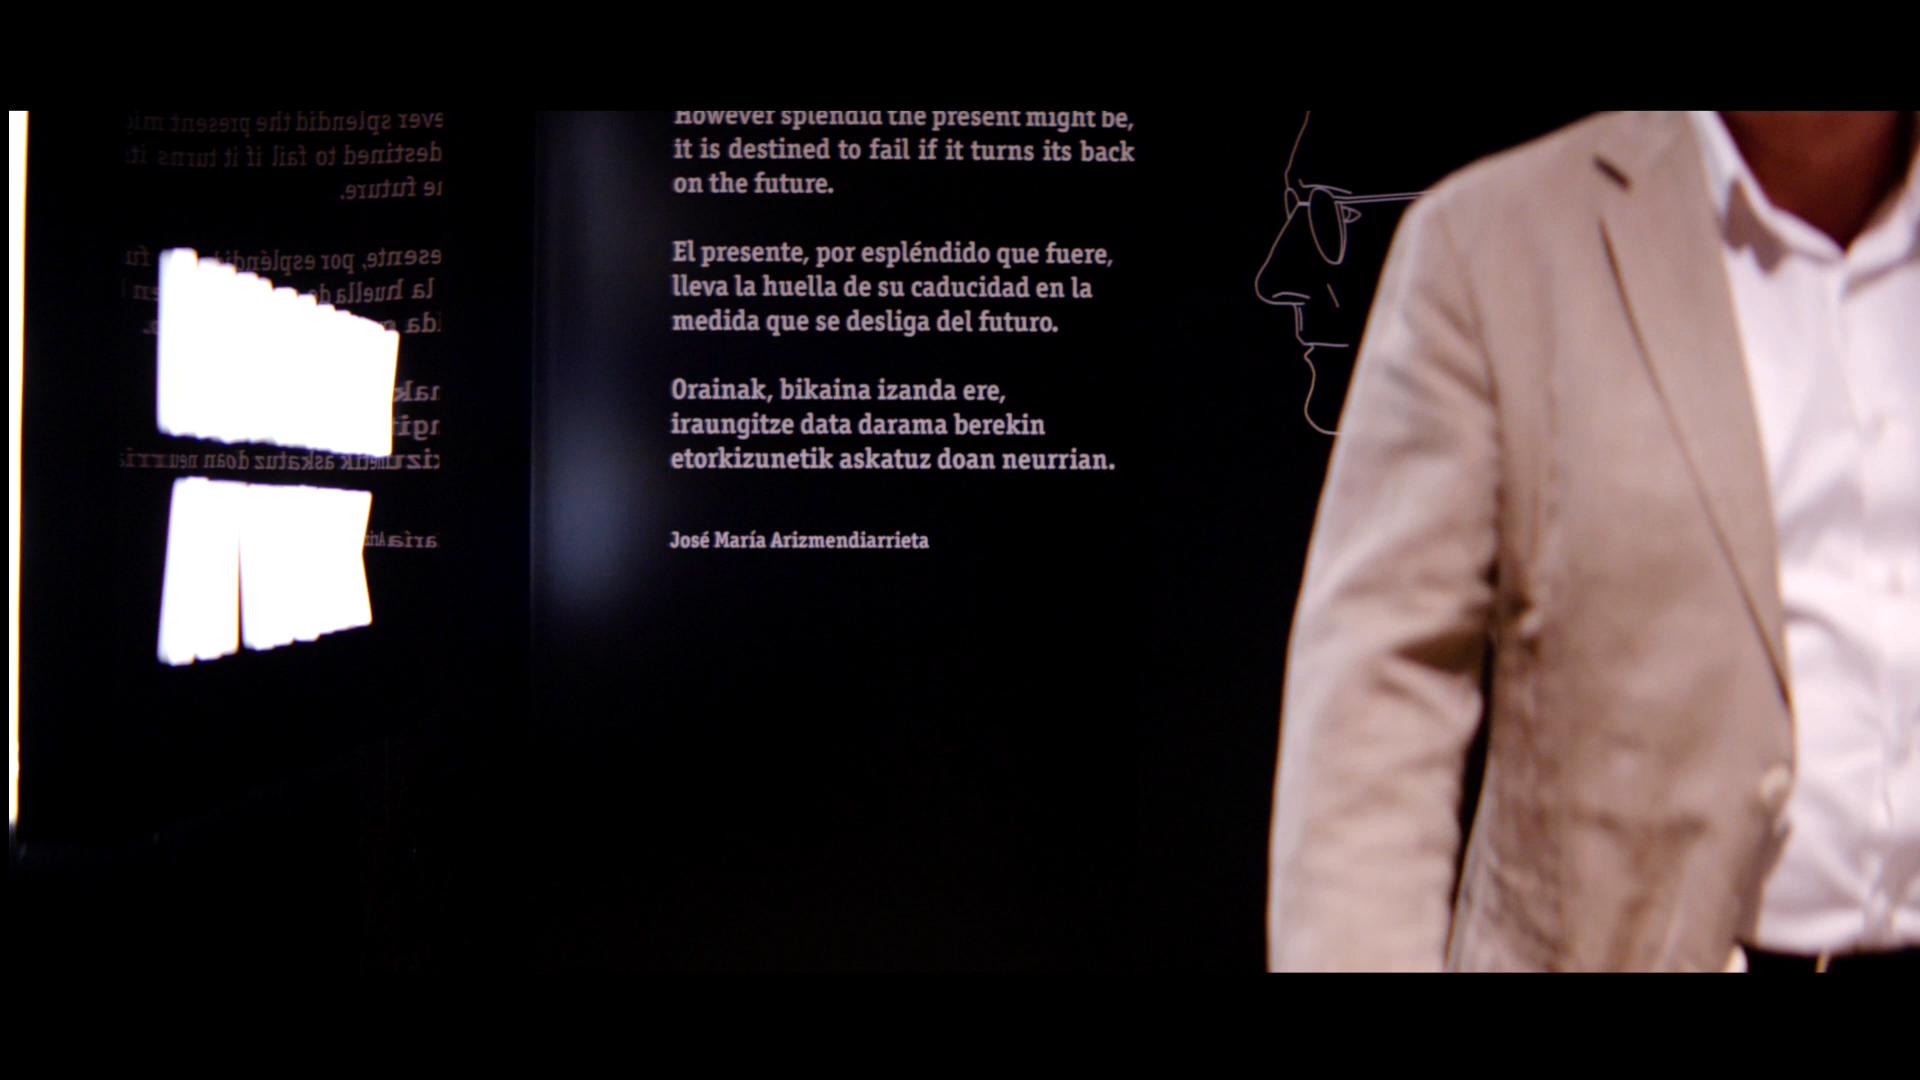 However splendid the present might be,
it is destined to fail if it turns its back
on the future.
El presente, por espléndido que fuere,
lleva la huella de su caducidad en la
medida que se desliga del futuro.
Orainak, bikaina izanda ere,
iraungitze data darama berekin
etorkizunetik askatuz doan neurrian.
José María Arizmendiarrieta